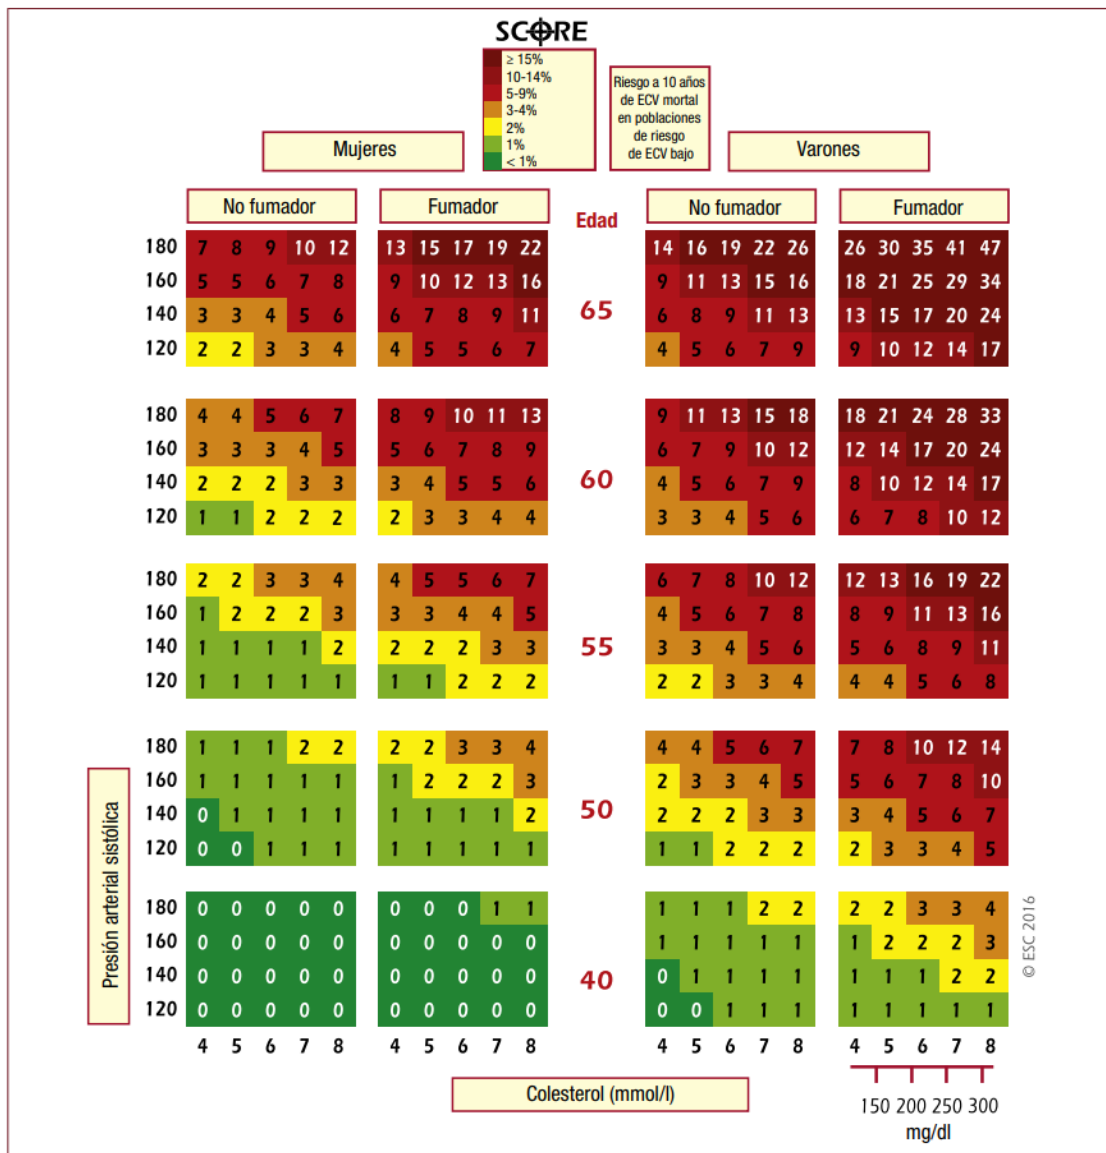 SCORE
≥ 15%
10-14%
5-9%
3-4%
2%
1%
< 1%
Riesgo a 10 años
de ECV mortal
en poblaciones
de riesgo
de ECV bajo
Mujeres
Varones
No fumador
Fumador
Edad
No fumador
Fumador
180 7 8 9 10 12 13 15 17 19 22 14 16 19 22 26 26 30 35 41 47
160 5 5 6 7 8 9 10 12 13 16 9 11 13 15 16 18 21 25 29 34
65
140 3 3 4 5 6 6 7 8 9 11 6 8 9 11 13 13 15 17 20 24
120 2 2 3 3 4 4 5 5 6 7 4 5 6 7 9 9 10 12 14 17
180 4 4 5 6 7 8 9 10 11 13 9 11 13 15 18 18 21 24 28 33
160 3 3 3 4 5 5 6 7 8 9 6 7 9 10 12 12 14 17 20 24
60
140 2 2 2 3 3 3 4 5 5 6 4 5 6 7 9 8 10 12 14 17
120 1 1 2 2 2 2 3 3 4 4 3 3 4 5 6 6 7 8 10 12
180 2 2 3 3 4 4 5 5 6 7 6 7 8 10 12 12 13 16 19 22
160 1 2 2 2 3 3 3 4 4 5 4 5 6 7 8 8 9 11 13 16
55
140 1 1 1 1 2 2 2 2 3 3 3 3 4 5 6 5 6 8 9 11
120 1 1 1 1 1 1 1 2 2 2 2 2 3 3 4 4 4 5 6 8
180 1 1 1 2 2 2 2 3 3 4 4 4 5 6 7 7 8 10 12 14
160 1 1 1 1 1 1 2 2 2 3 2 3 3 4 5 5 6 7 8 10
50
140 0 1 1 1 1 1 1 1 1 2 2 2 2 3 3 3 4 5 6 7
120 0 0 1 1 1 1 1 1 1 1 1 1 2 2 2 2 3 3 4 5
180 0 0 0 0 0 0 0 0 1 1 1 1 1 2 2 2 2 3 3 4
160 0 0 0 0 0 0 0 0 0 0 1 1 1 1 1 1 2 2 2 3
40
140 0 0 0 0 0 0 0 0 0 0 0 1 1 1 1 1 1 1 2 2
120 0 0 0 0 0 0 0 0 0 0 0 0 1 1 1 1 1 1 1 1
4 5 6 7 8 4 5 6 7 8 4 5 6 7 8 4 5 6 7 8
Presión arterial sistólica
Colesterol (mmol/l)
150 200 250 300
mg/dl
© ESC 2016